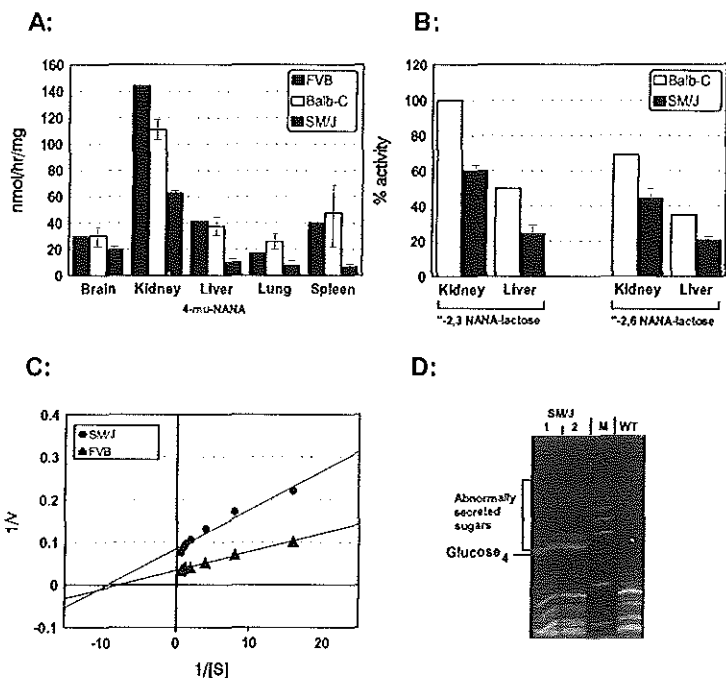 A:
160
140
120
100
80
60
40
20
0
nmol/hr/mg
FVB
Balb-C
SM/J
Brain Kidney Liver Lung Spleen
4-mu-NANA
B:
120
100
80
60
40
20
0
% activity
Balb-C
SM/J
Kidney Liver Kidney Liver
"-2,3 NANA-lactose "-2,6 NANA-lactose
C:
0.4
0.3
0.2
0.1
0
-0.1
1/v
SM/J
FVB
-10 0 10 20
1/[S]
D:
SM/J
1 2 M WT
Abnormally
secreted
sugars
Glucose4